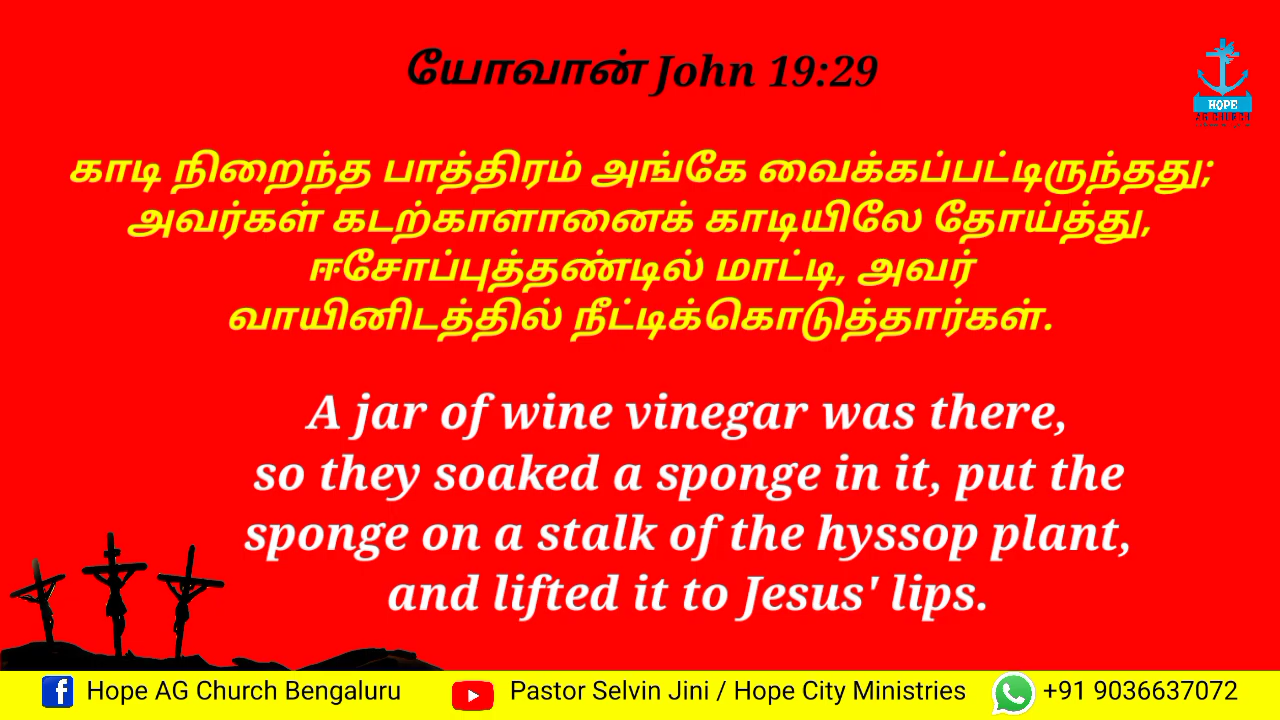 யோவான் John 19:29
HOPE
AG CHURCH
காடி நிறைந்த பாத்திரம் அங்கே வைக்கப்பட்டிருந்தது;
அவர்கள் கடற்காளானைக் காடியிலே தோய்த்து,
ஈசோப்புத்தண்டில் மாட்டி, அவர்
வாயினிடத்தில் நீட்டிக்கொடுத்தார்கள்.
A jar of wine vinegar was there,
so they soaked a sponge in it, put the
sponge on a stalk of the hyssop plant,
and lifted it to Jesus' lips.
Hope AG Church Bengaluru Pastor Selvin Jini / Hope City Ministries +91 9036637072